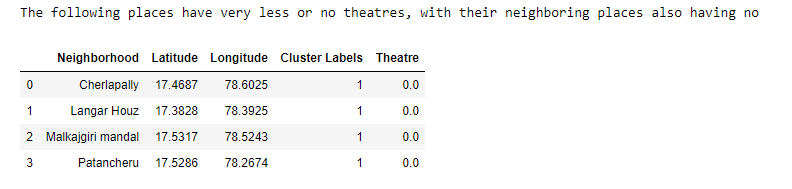 The following places have very less or no theatres, with their neighboring places also having no
Neighborhood Latitude Longitude Cluster Labels Theatre
0 Cherlapally 17.4687 78.6025 1 0.0
1 Langar Houz 17.3828 78.3925 1 0.0
2 Malkajgiri mandal 17.5317 78.5243 1 0.0
3 Patancheru 17.5286 78.2674 1 0.0